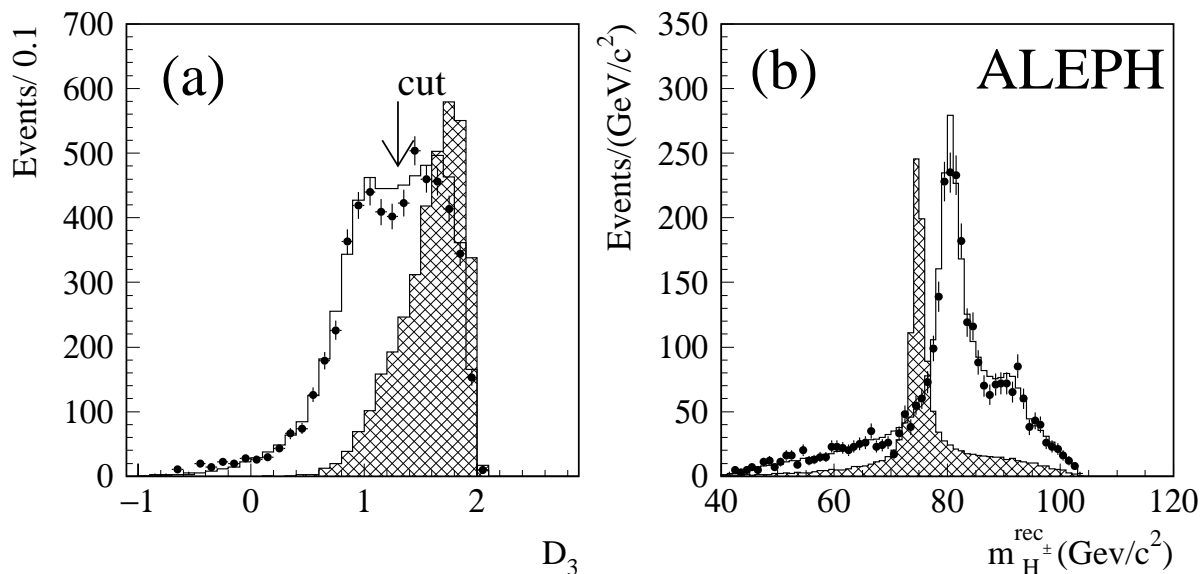 Events/ 0.1
700
600
500
400
300
200
100
0
(a)
cut
−1 0 1 2
D3
Events/(GeV/c2)
350
300
250
200
150
100
50
0
(b) ALEPH
40 60 80 100 120
mrecH± (Gev/c2)